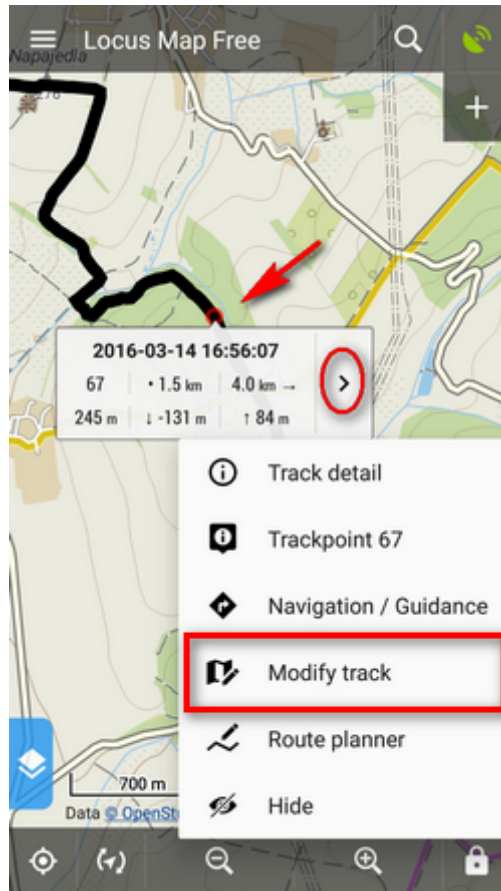 Locus Map Free
Napajedla
276
2016-03-14 16:56:07
67 • 1.5 km 4.0 km →
245 m ↓ -131 m ↑ 84 m
Track detail
Trackpoint 67
Navigation / Guidance
Modify track
Route planner
Hide
700 m
Data © OpenSt